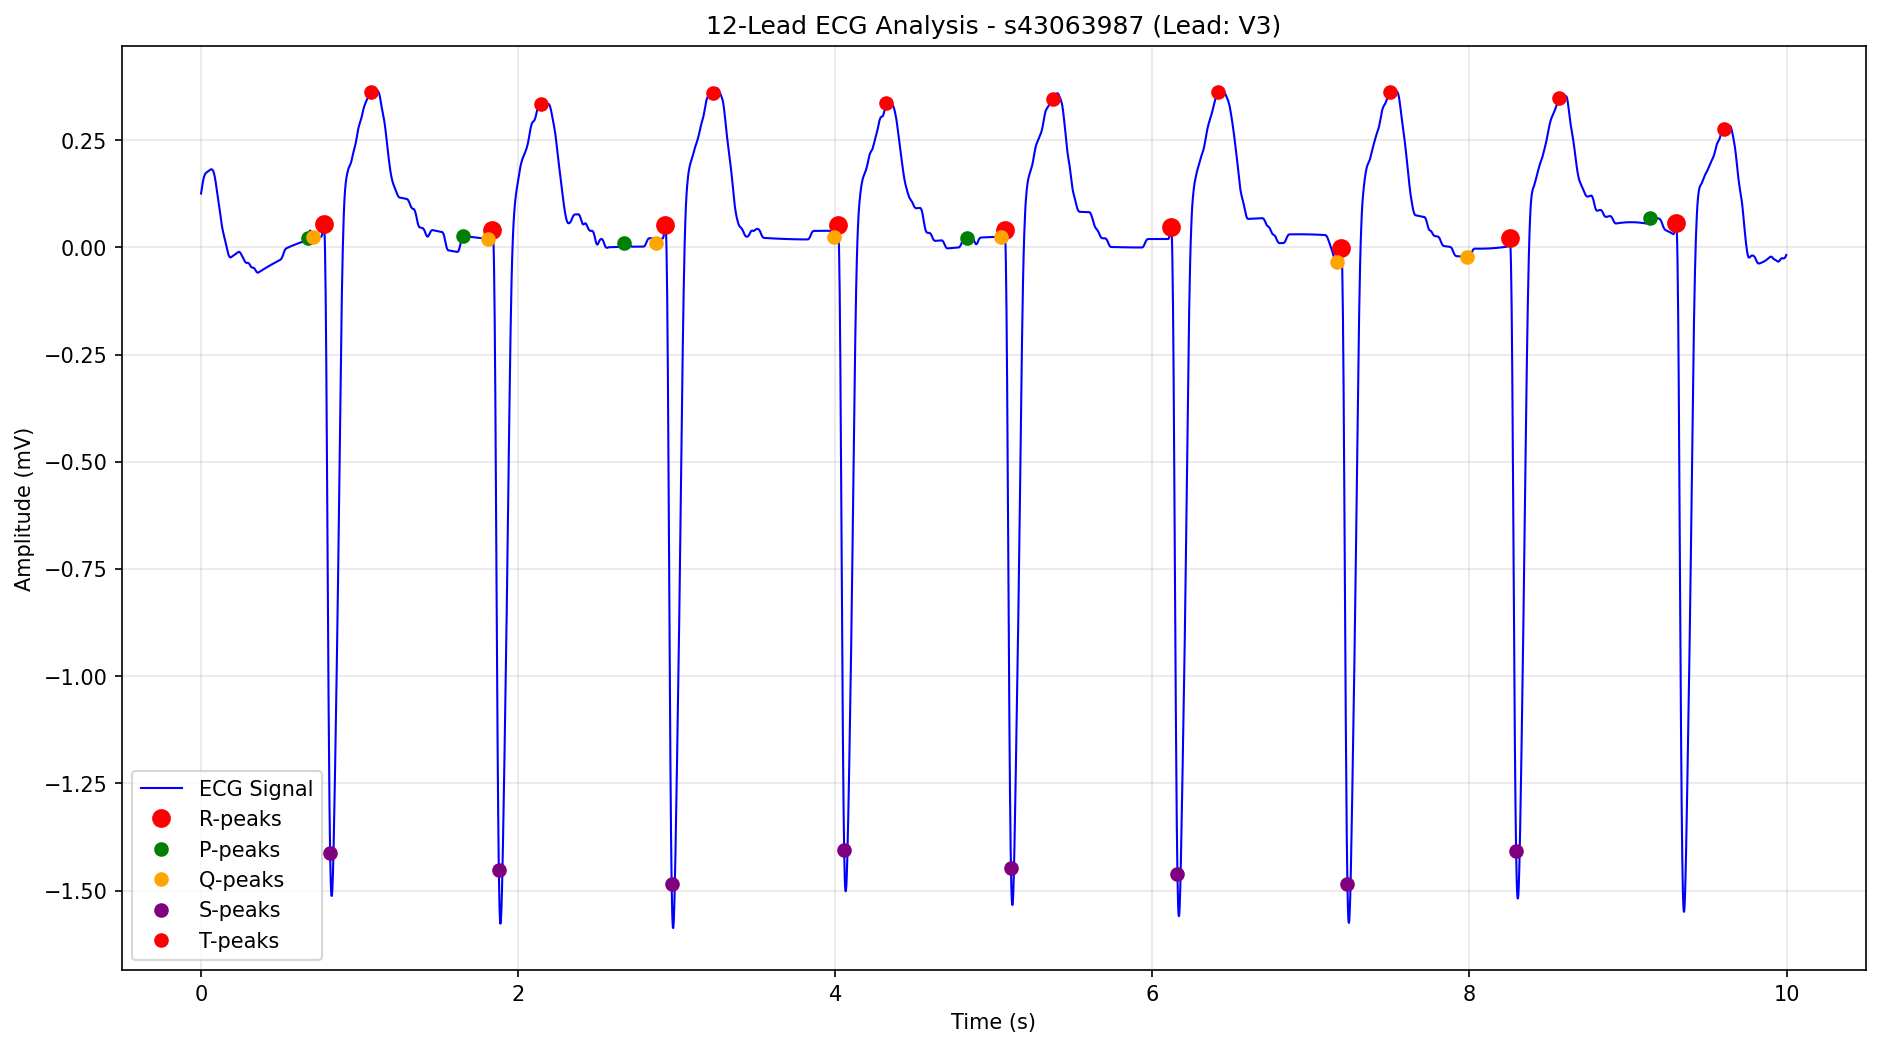 12-Lead ECG Analysis - s43063987 (Lead: V3)
Amplitude (mV)
0.25
0.00
−0.25
−0.50
−0.75
−1.00
−1.25
−1.50
ECG Signal
R-peaks
P-peaks
Q-peaks
S-peaks
T-peaks
0 2 4 6 8 10
Time (s)